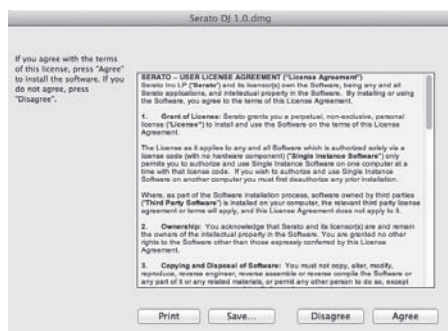 Serato DJ 1.0.dmg
If you agree with the terms
of this license, press "Agree"
to install the software. If you
do not agree, press
"Disagree".
SERATO – USER LICENSE AGREEMENT ("License Agreement")
Serato Inc LP ("Serato") and its licensor(s) own the Software, being any and all
Serato applications, and intellectual property in the Software. By installing or using
the Software, you agree to the terms of this License Agreement.
1. Grant of License: Serato grants you a perpetual, non-exclusive, personal
license ("License") to install and use the Software on the terms of this License
Agreement.
The License as it applies to any and all Software which is authorized solely via a
license code (with no hardware component) ("Single Instance Software") only
permits you to authorize and use Single Instance Software on one computer at a
time with that license code. If you wish to authorize and use Single Instance
Software on another computer you must first deauthorize any prior installation.
Where, as part of the Software installation process, software owned by third parties
("Third Party Software") is installed on your computer, the relevant third party license
agreement or terms will apply, and this License Agreement does not apply to it.
2. Ownership: You acknowledge that Serato and its licensor(s) are and remain
the owners of the intellectual property in the Software. You are granted no other
rights to the Software other than those expressly conferred by this License
Agreement.
3. Copying and Disposal of Software: You must not copy, alter, modify,
reproduce, reverse engineer, reverse assemble or reverse compile the Software or
any part of it or any related materials, or permit any other person to do so, except
Print Save... Disagree Agree